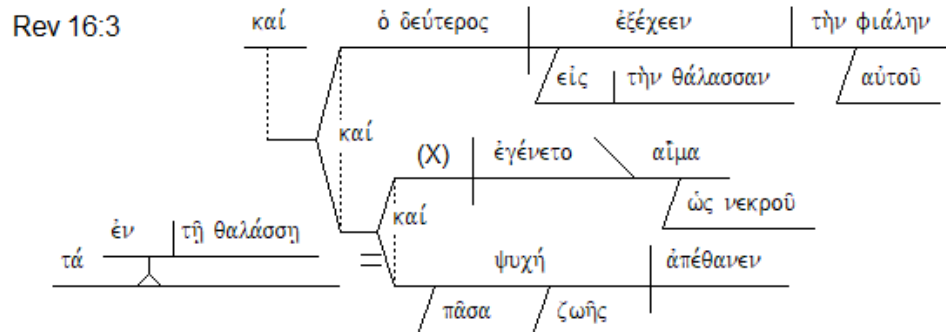 Rev 16:3
καί ὁ δεύτερος ἐξέχεεν τὴν φιάλην
εἰς τὴν θάλασσαν αὐτοῦ
καί
(X) ἐγένετο αἷμα
καί ὡς νεκροῦ
ἐν τῇ θαλάσσῃ
τά ψυχή ἀπέθανεν
=
πᾶσα ζωῆς